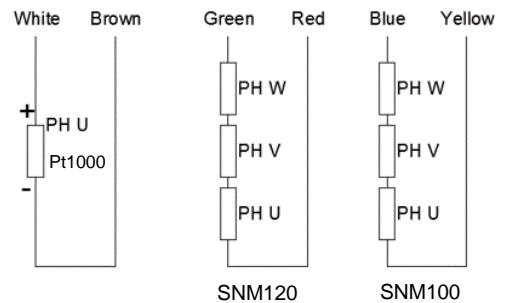 White Brown Green Red Blue Yellow
+ PH U PH W PH W
Pt1000 PH V PH V
- PH U PH U
SNM120 SNM100